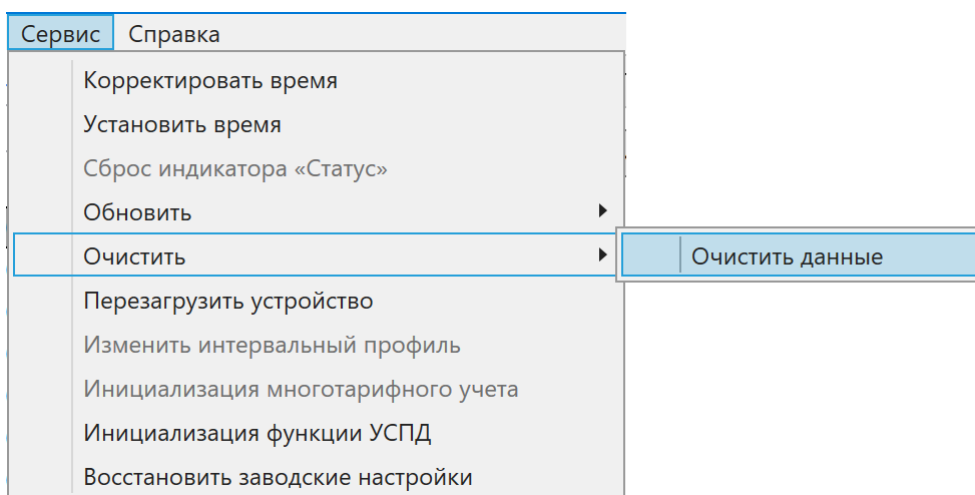 Сервис Справка
Корректировать время
Установить время
Сброс индикатора «Статус»
Обновить
Очистить
Очистить данные
Перезагрузить устройство
Изменить интервальный профиль
Инициализация многотарифного учета
Инициализация функции УСПД
Восстановить заводские настройки